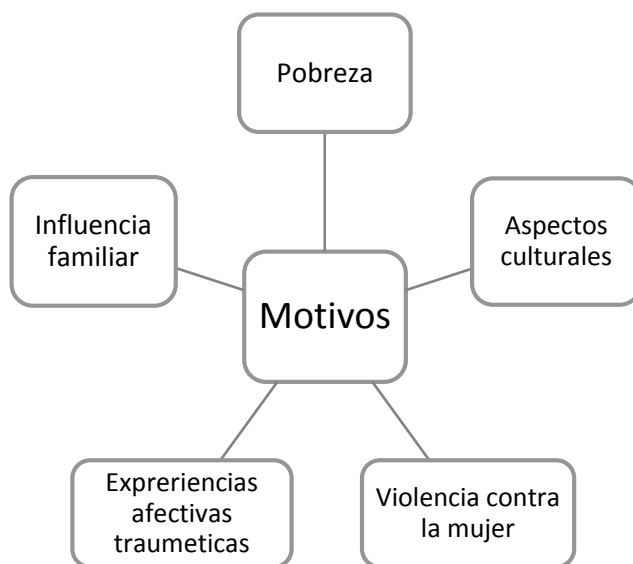 Pobreza
Influencia
familiar
Aspectos
culturales
Motivos
Expreriencias
afectivas
traumeticas
Violencia contra
la mujer